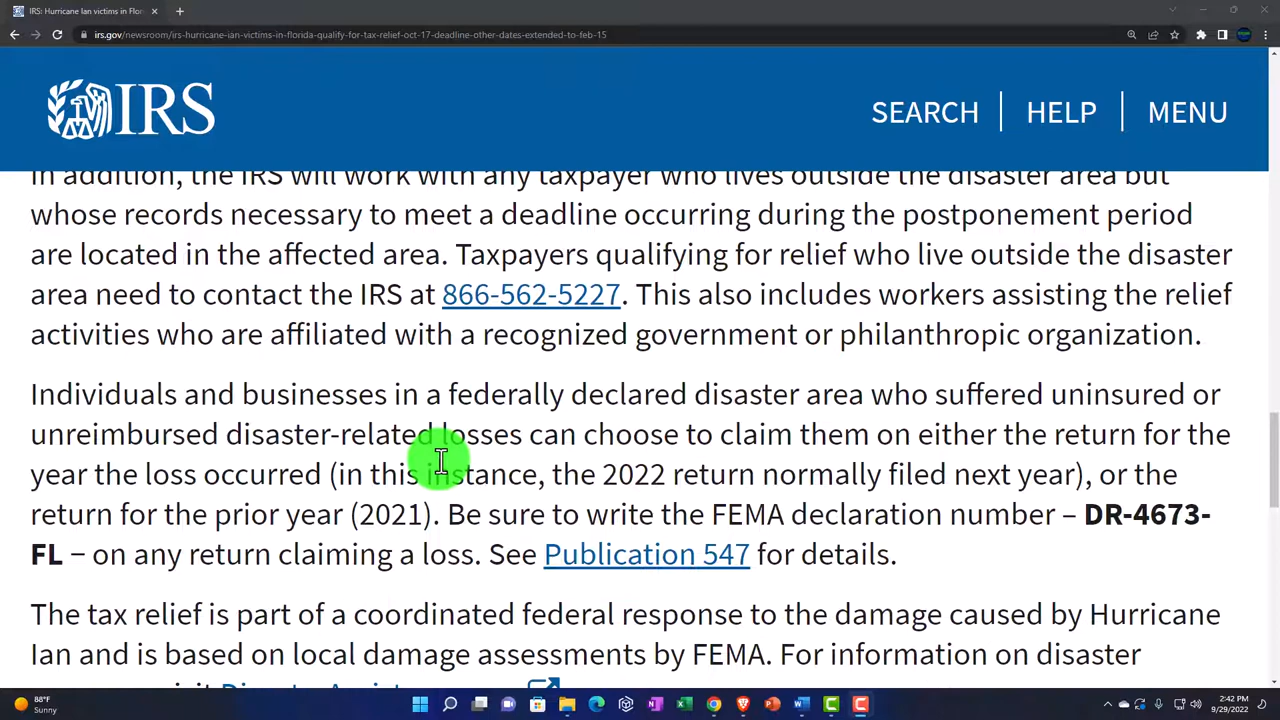 IRS: Hurricane Ian victims in Flo
irs.gov/newsroom/irs-hurricane-ian-victims-in-florida-qualify-for-tax-relief-oct-17-deadline-other-dates-extended-to-feb-15
IRS
SEARCH
HELP
MENU
In addition, the IRS will work with any taxpayer who lives outside the disaster area but
whose records necessary to meet a deadline occurring during the postponement period
are located in the affected area. Taxpayers qualifying for relief who live outside the disaster
area need to contact the IRS at 866-562-5227. This also includes workers assisting the relief
activities who are affiliated with a recognized government or philanthropic organization.
Individuals and businesses in a federally declared disaster area who suffered uninsured or
unreimbursed disaster-related losses can choose to claim them on either the return for the
year the loss occurred (in this instance, the 2022 return normally filed next year), or the
return for the prior year (2021). Be sure to write the FEMA declaration number – DR-4673-
FL − on any return claiming a loss. See Publication 547 for details.
The tax relief is part of a coordinated federal response to the damage caused by Hurricane
Ian and is based on local damage assessments by FEMA. For information on disaster
88°F
Sunny
2:42 PM
9/29/2022